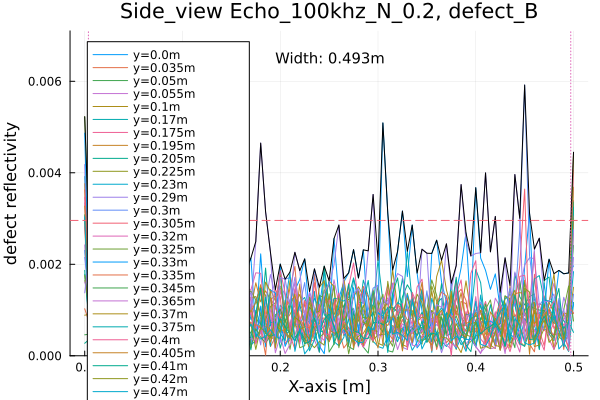 Side_view Echo_100khz_N_0.2, defect_B
Width: 0.493m
y=0.0m
y=0.035m
y=0.05m
y=0.055m
y=0.1m
y=0.17m
y=0.175m
y=0.195m
y=0.205m
y=0.225m
y=0.23m
y=0.29m
y=0.3m
y=0.305m
y=0.32m
y=0.325m
y=0.33m
y=0.335m
y=0.345m
y=0.365m
y=0.37m
y=0.375m
y=0.4m
y=0.405m
y=0.41m
y=0.42m
y=0.47m
defect reflectivity
0.006
0.004
0.002
0.000
0.2 0.3 0.4 0.5
X-axis [m]